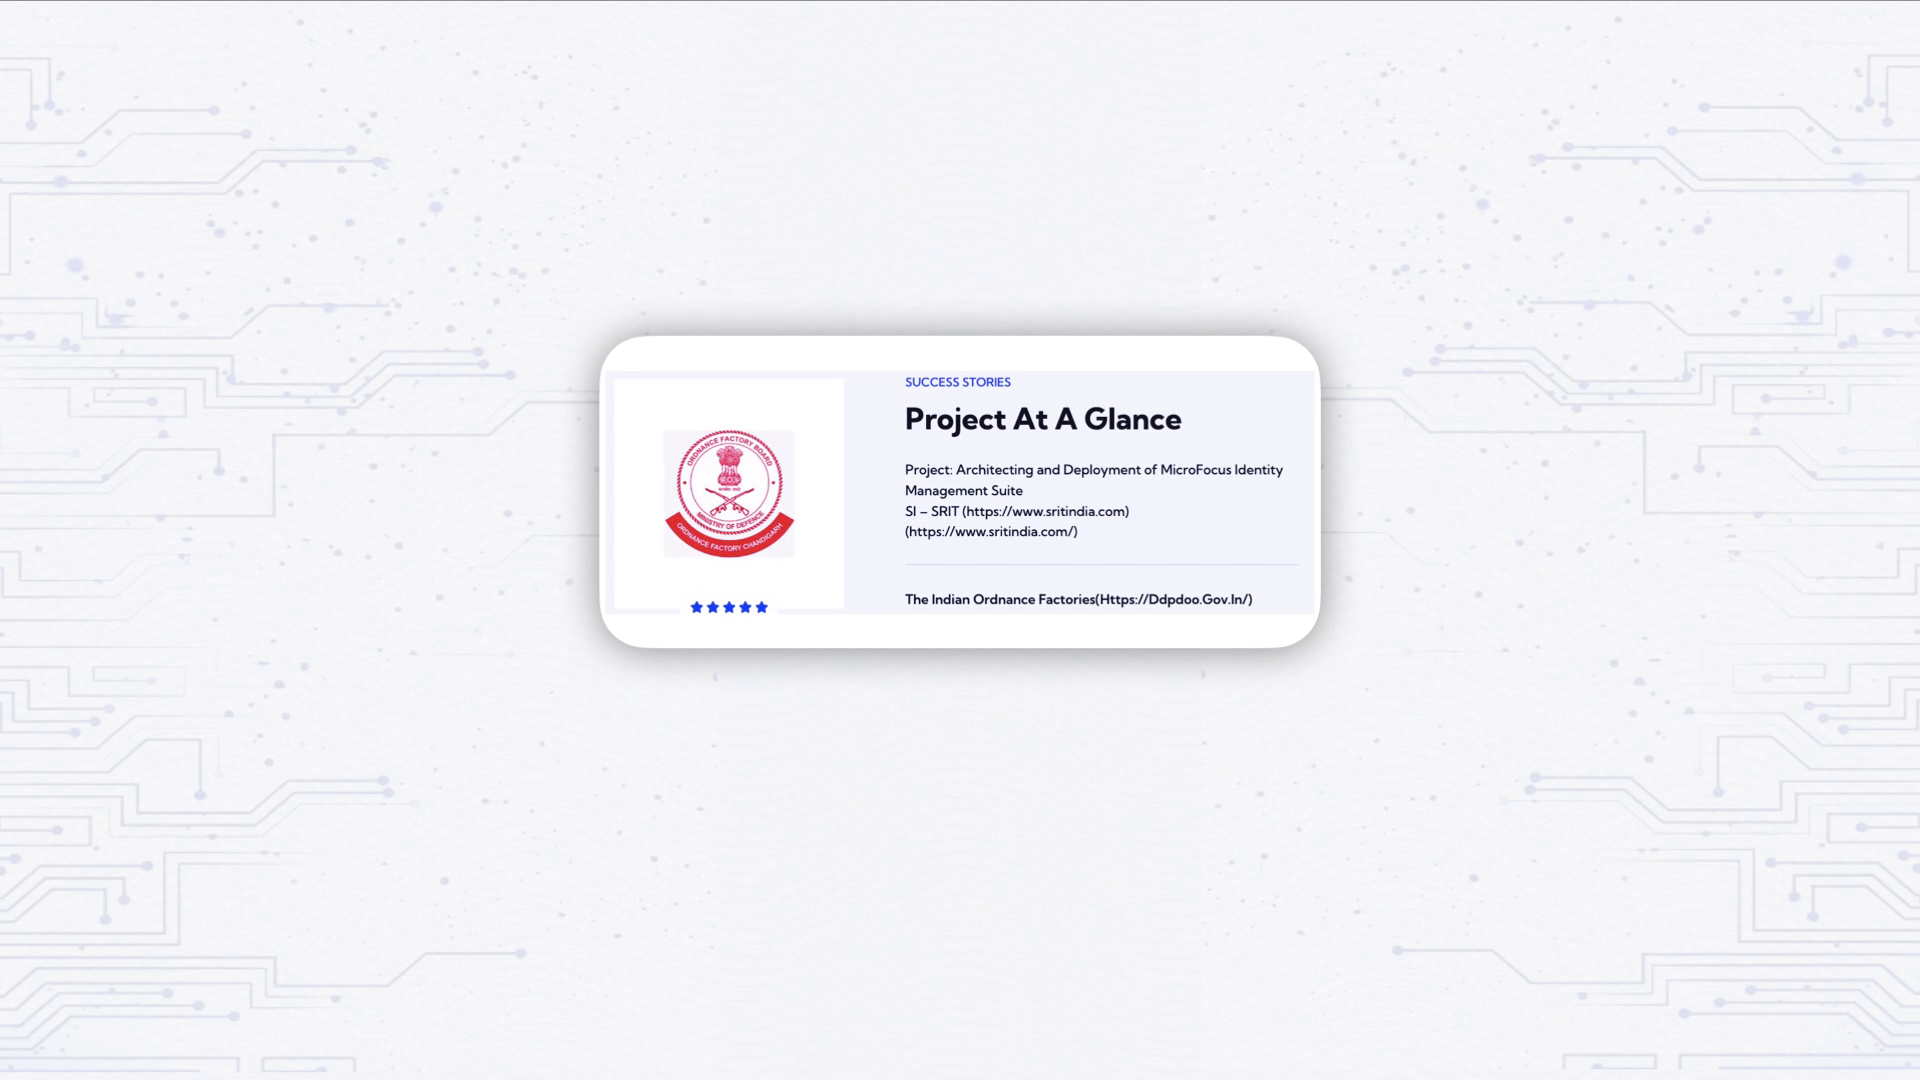 SUCCESS STORIES
Project At A Glance
Project: Architecting and Deployment of MicroFocus Identity
Management Suite
SI – SRIT (https://www.sritindia.com)
(https://www.sritindia.com/)
The Indian Ordnance Factories(Https://Ddpdoo.Gov.In/)
ORDNANCE FACTORY BOARD
MINISTRY OF DEFENCE
ORDNANCE FACTORY CHANDIGARH